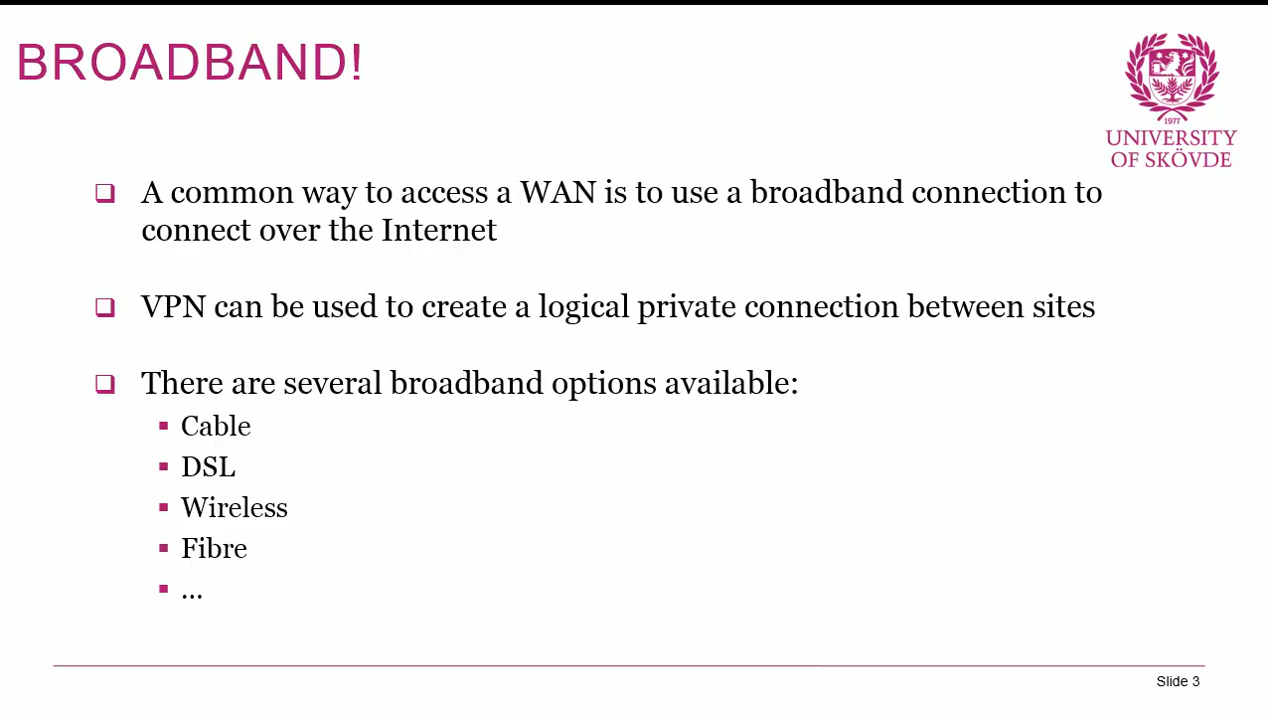 BROADBAND!
1977
UNIVERSITY
OF SKÖVDE
A common way to access a WAN is to use a broadband connection to
connect over the Internet
VPN can be used to create a logical private connection between sites
There are several broadband options available:
Cable
DSL
Wireless
Fibre
...
Slide 3